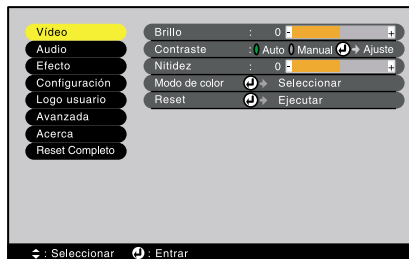 Vídeo
Audio
Efecto
Configuración
Logo usuario
Avanzada
Acerca
Reset Completo
Brillo : 0 - +
Contraste : Auto Manual Ajuste
Nitidez : 0 - +
Modo de color Seleccionar
Reset Ejecutar
: Seleccionar : Entrar